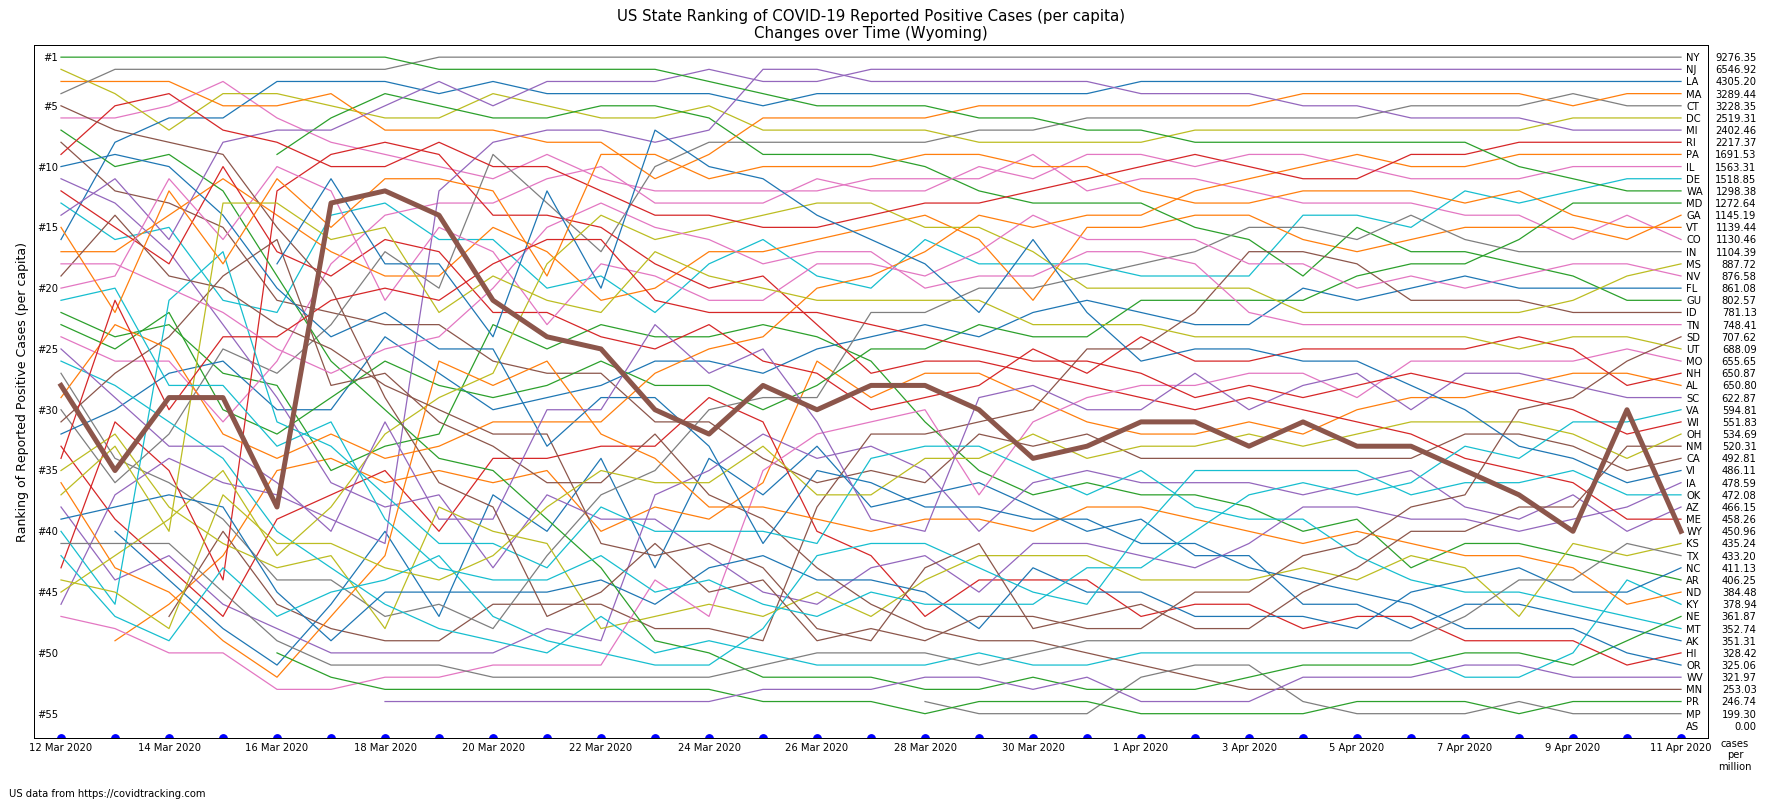 US State Ranking of COVID-19 Reported Positive Cases (per capita)
Changes over Time (Wyoming)
Ranking of Reported Positive Cases (per capita)
#1
#5
#10
#15
#20
#25
#30
#35
#40
#45
#50
#55
NY 9276.35
NJ 6546.92
LA 4305.20
MA 3289.44
CT 3228.35
DC 2519.31
MI 2402.46
RI 2217.37
PA 1691.53
IL 1563.31
DE 1518.85
WA 1298.38
MD 1272.64
GA 1145.19
VT 1139.44
CO 1130.46
IN 1104.39
MS 887.72
NV 876.58
FL 861.08
GU 802.57
ID 781.13
TN 748.41
SD 707.62
UT 688.09
MO 655.65
NH 650.87
AL 650.80
SC 622.87
VA 594.81
WI 551.83
OH 534.69
NM 520.31
CA 492.81
VI 486.11
IA 478.59
OK 472.08
AZ 466.15
ME 458.26
WY 450.96
KS 435.24
TX 433.20
NC 411.13
AR 406.25
ND 384.48
KY 378.94
NE 361.87
MT 352.74
AK 351.31
HI 328.42
OR 325.06
WV 321.97
MN 253.03
PR 246.74
MP 199.30
AS 0.00
12 Mar 2020 14 Mar 2020 16 Mar 2020 18 Mar 2020 20 Mar 2020 22 Mar 2020 24 Mar 2020 26 Mar 2020 28 Mar 2020 30 Mar 2020 1 Apr 2020 3 Apr 2020 5 Apr 2020 7 Apr 2020 9 Apr 2020 11 Apr 2020
cases
per
million
US data from https://covidtracking.com